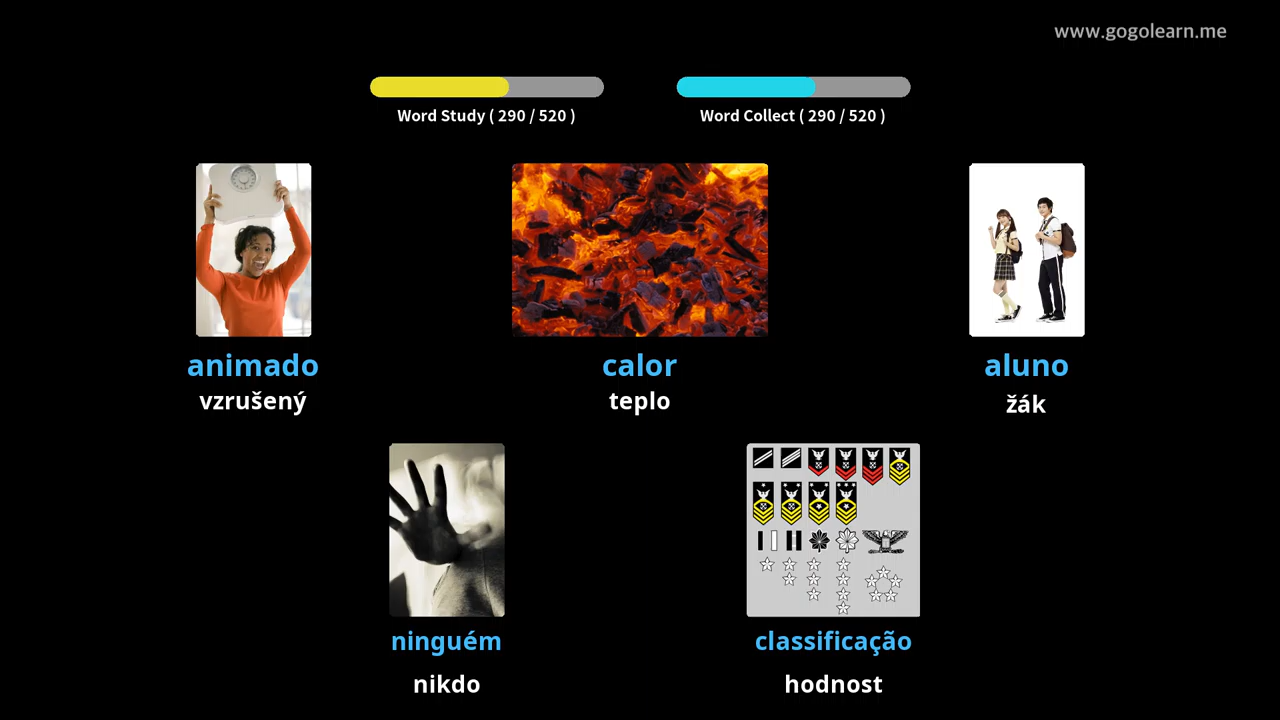 www.gogolearn.me
Word Study ( 290 / 520 )
Word Collect ( 290 / 520 )
animado
vzrušený
calor
teplo
aluno
žák
ninguém
nikdo
classificação
hodnost